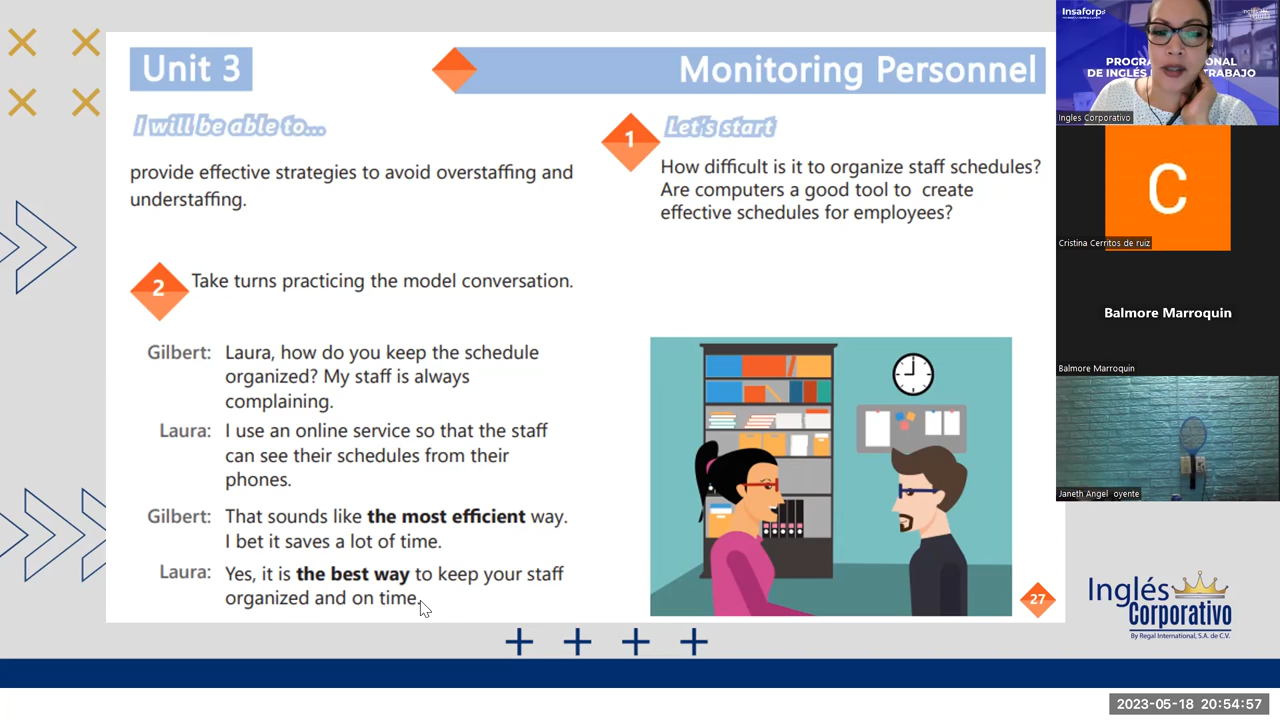 Unit 3
Monitoring Personnel
I will be able to...
provide effective strategies to avoid overstaffing and
understaffing.
1
Let's start
How difficult is it to organize staff schedules?
Are computers a good tool to create
effective schedules for employees?
2
Take turns practicing the model conversation.
Gilbert: Laura, how do you keep the schedule
organized? My staff is always
complaining.
Laura: I use an online service so that the staff
can see their schedules from their
phones.
Gilbert: That sounds like the most efficient way.
I bet it saves a lot of time.
Laura: Yes, it is the best way to keep your staff
organized and on time.
27
Insaforp
Ingles Corporativo
C
Cristina Cerritos de ruiz
Balmore Marroquin
Balmore Marroquin
Janeth Angel oyente
Inglés
Corporativo
By Regal International, S.A. de C.V.
2023-05-18 20:54:57